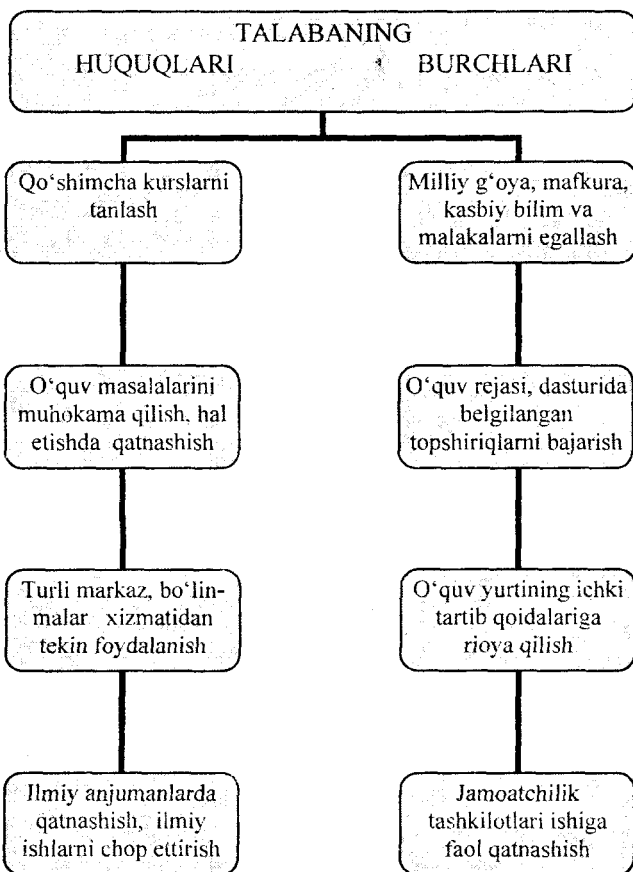 TALABANING
HUQUQLARI BURCHLARI
Qo‘shimcha kurslarni
tanlash
Milliy g‘oya, mafkura,
kasbiy bilim va
malakalarni egallash
O‘quv masalalarini
muhokama qilish, hal
etishda qatnashish
O‘quv rejasi, dasturida
belgilangan
topshiriqlarni bajarish
Turli markaz, bo‘lin-
malar xizmatidan
tekin foydalanish
O‘quv yurtining ichki
tartib qoidalariga
rioya qilish
Ilmiy anjumanlarda
qatnashish, ilmiy
ishlarni chop ettirish
Jamoatchilik
tashkilotlari ishiga
faol qatnashish